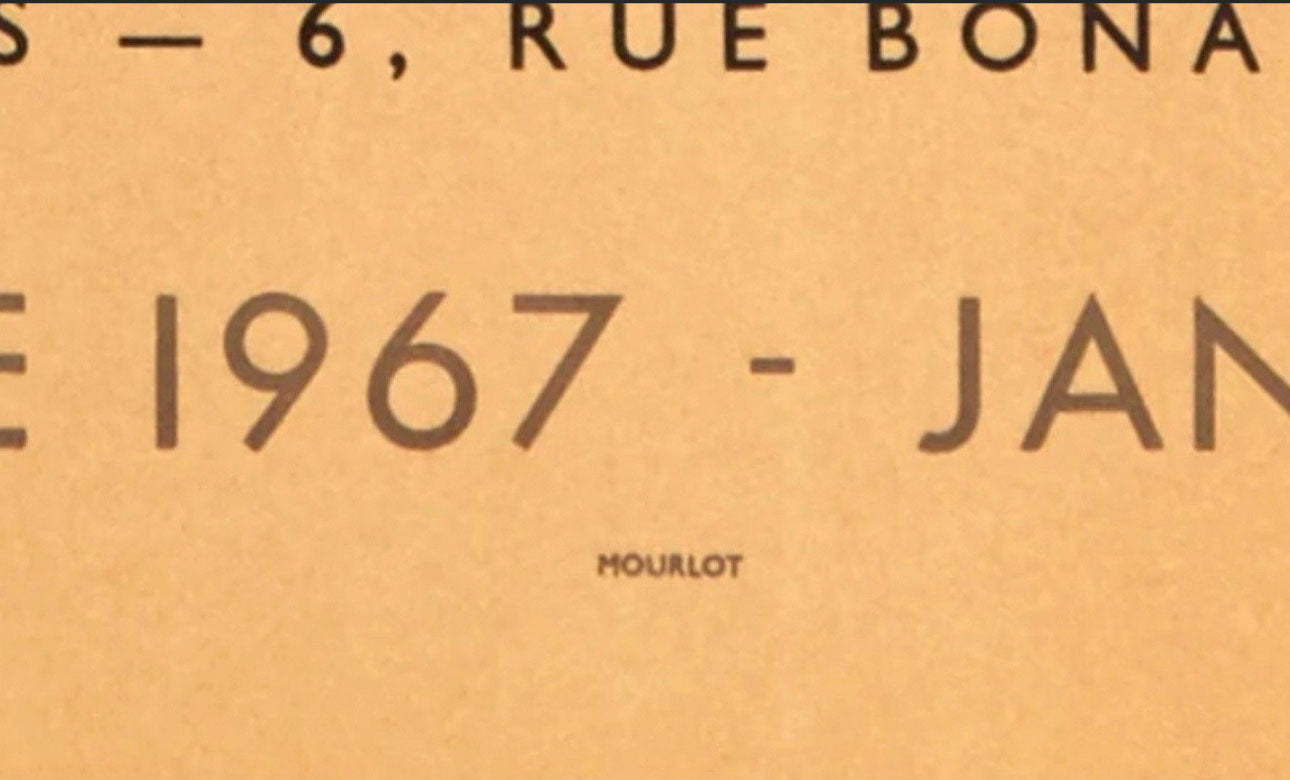 S — 6, RUE BONA
E 1967 - JAN
MOURLOT